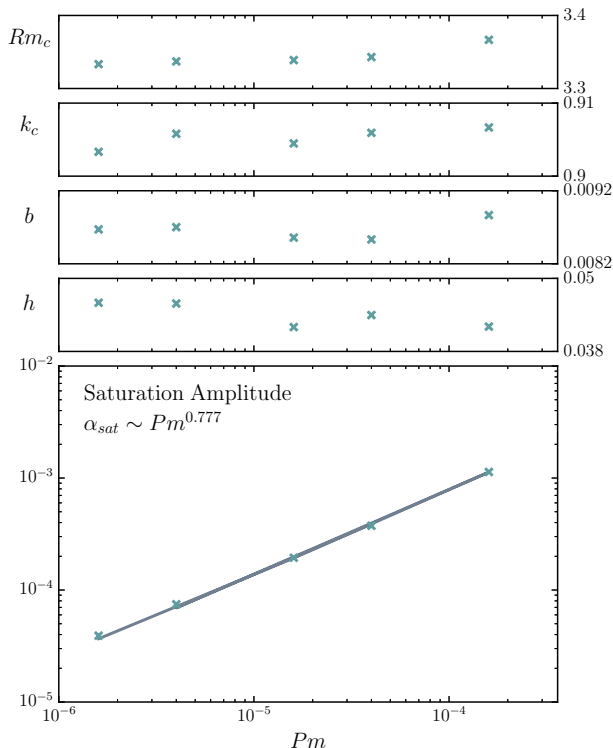 Rm_c
3.4
3.3
k_c
0.91
0.9
b
0.0092
0.0082
h
0.05
0.038
10^{-2}
Saturation Amplitude
α_{sat} ∼ Pm^{0.777}
10^{-3}
10^{-4}
10^{-5}
10^{-6} 10^{-5} 10^{-4}
Pm